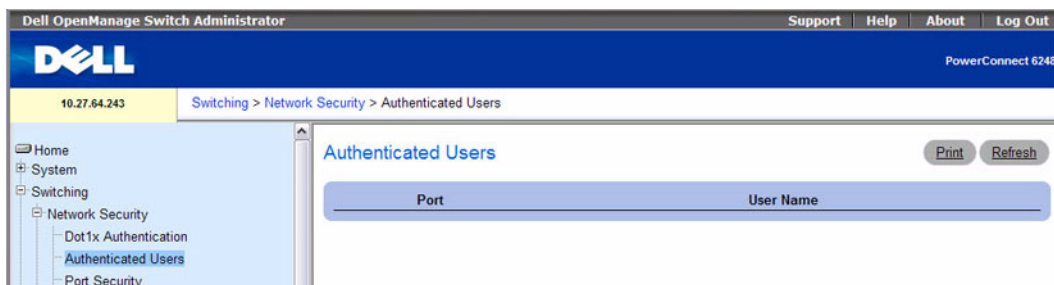 Dell OpenManage Switch Administrator
Support Help About Log Out
DELL
PowerConnect 6248
10.27.64.243
Switching > Network Security > Authenticated Users
Home
System
Switching
Network Security
Dot1x Authentication
Authenticated Users
Port Security
Authenticated Users
Print Refresh
Port User Name